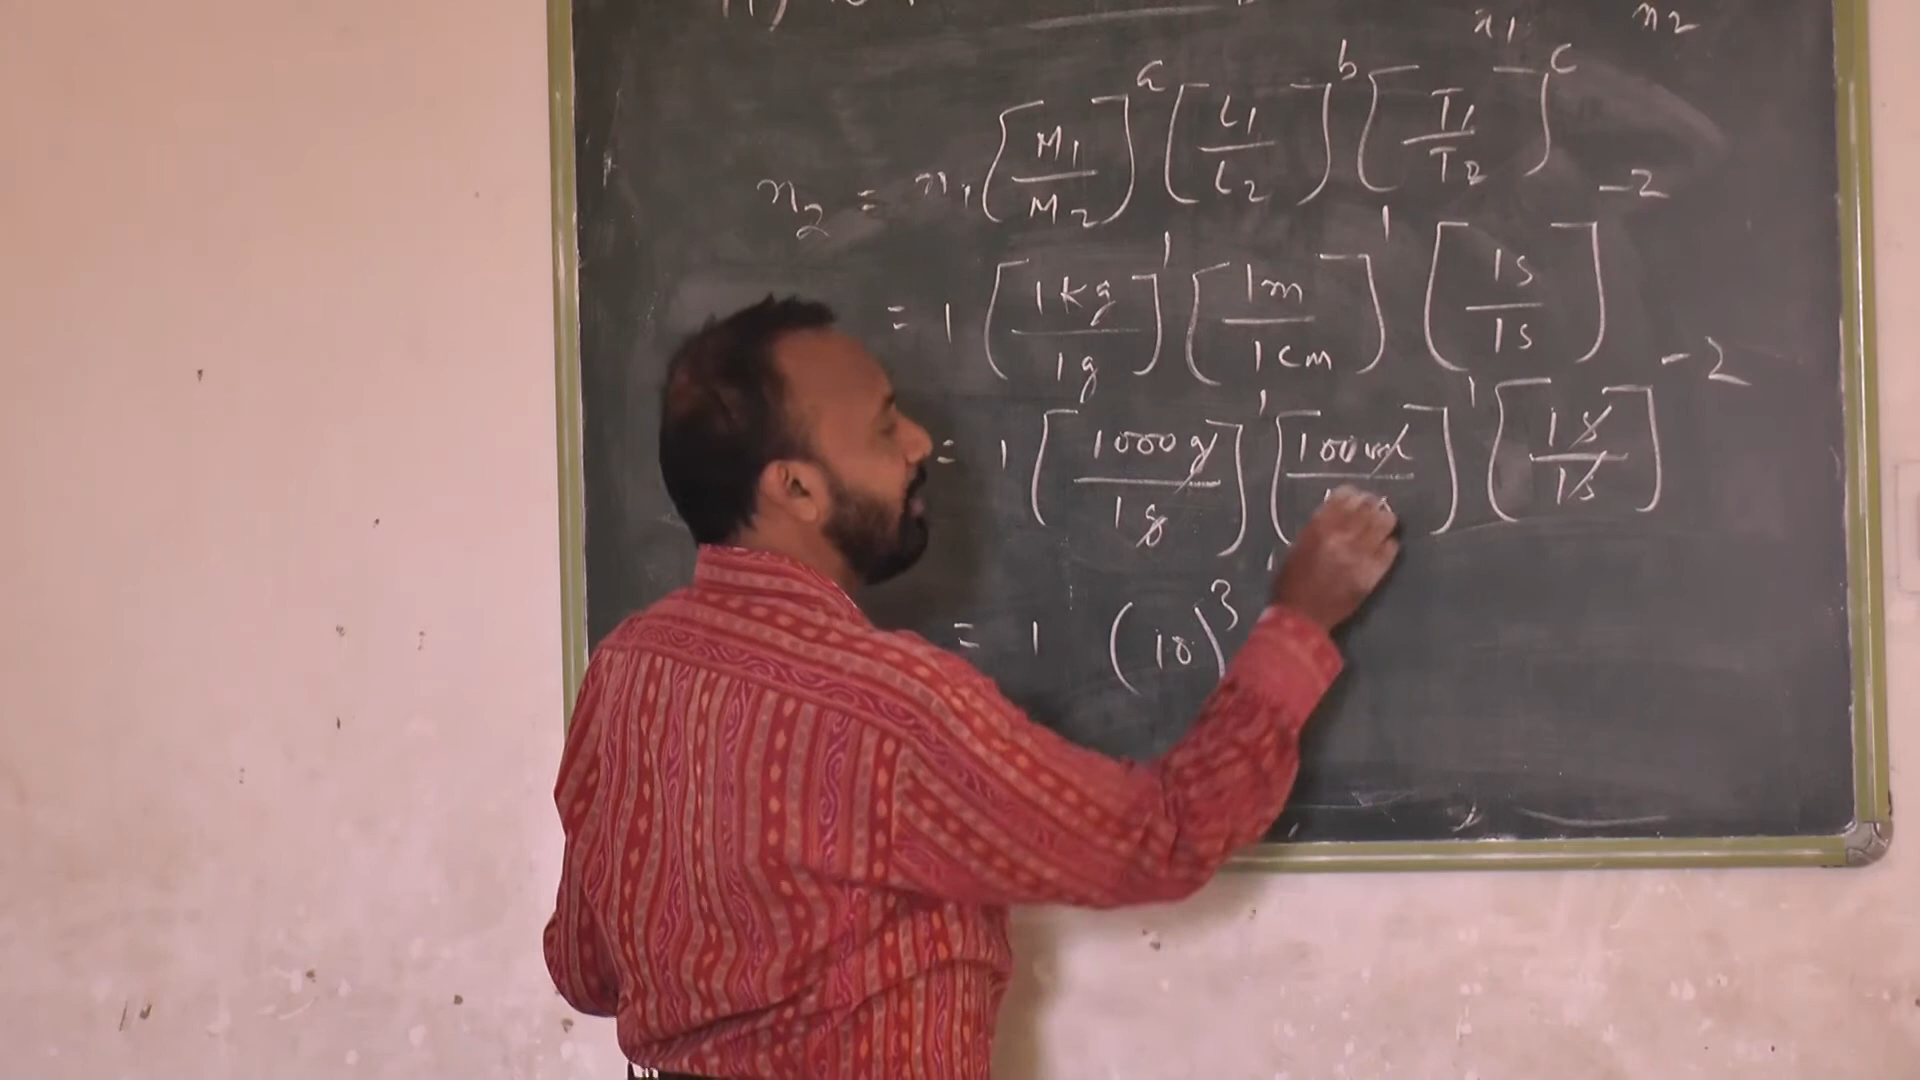 n1 n2
n2 = n1 [M1/M2]^a [L1/L2]^b [T1/T2]^c
= 1 [1kg/1g]^1 [1m/1cm]^1 [1s/1s]^-2
= 1 [1000g/1g]^1 [100cm/]^1 [1s/1s]^-2
= 1 (10)^3